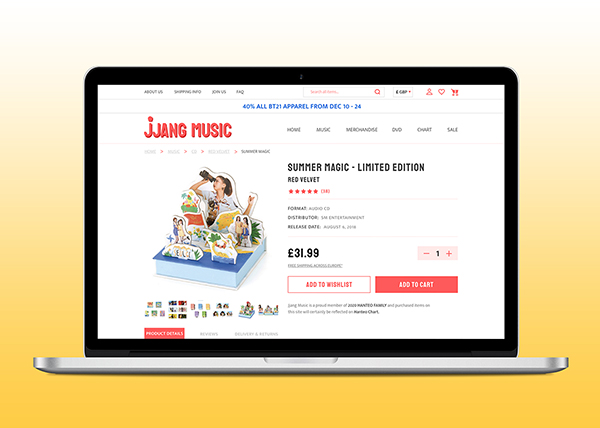 ABOUT US SHIPPING INFO JOIN US FAQ Search all items... £ GBP
40% ALL BT21 APPAREL FROM DEC 10 - 24
JJANG MUSIC HOME MUSIC MERCHANDISE DVD CHART SALE
HOME > MUSIC > CD > RED VELVET > SUMMER MAGIC
SUMMER MAGIC - LIMITED EDITION
RED VELVET
(38)
FORMAT: AUDIO CD
DISTRIBUTOR: SM ENTERTAINMENT
RELEASE DATE: AUGUST 6, 2018
£31.99 − 1 +
FREE SHIPPING ACROSS EUROPE*
ADD TO WISHLIST ADD TO CART
Jjang Music is a proud member of 2020 HANTEO FAMILY and purchased items on
this site will certainly be reflected on Hanteo Chart.
PRODUCT DETAILS REVIEWS DELIVERY & RETURNS